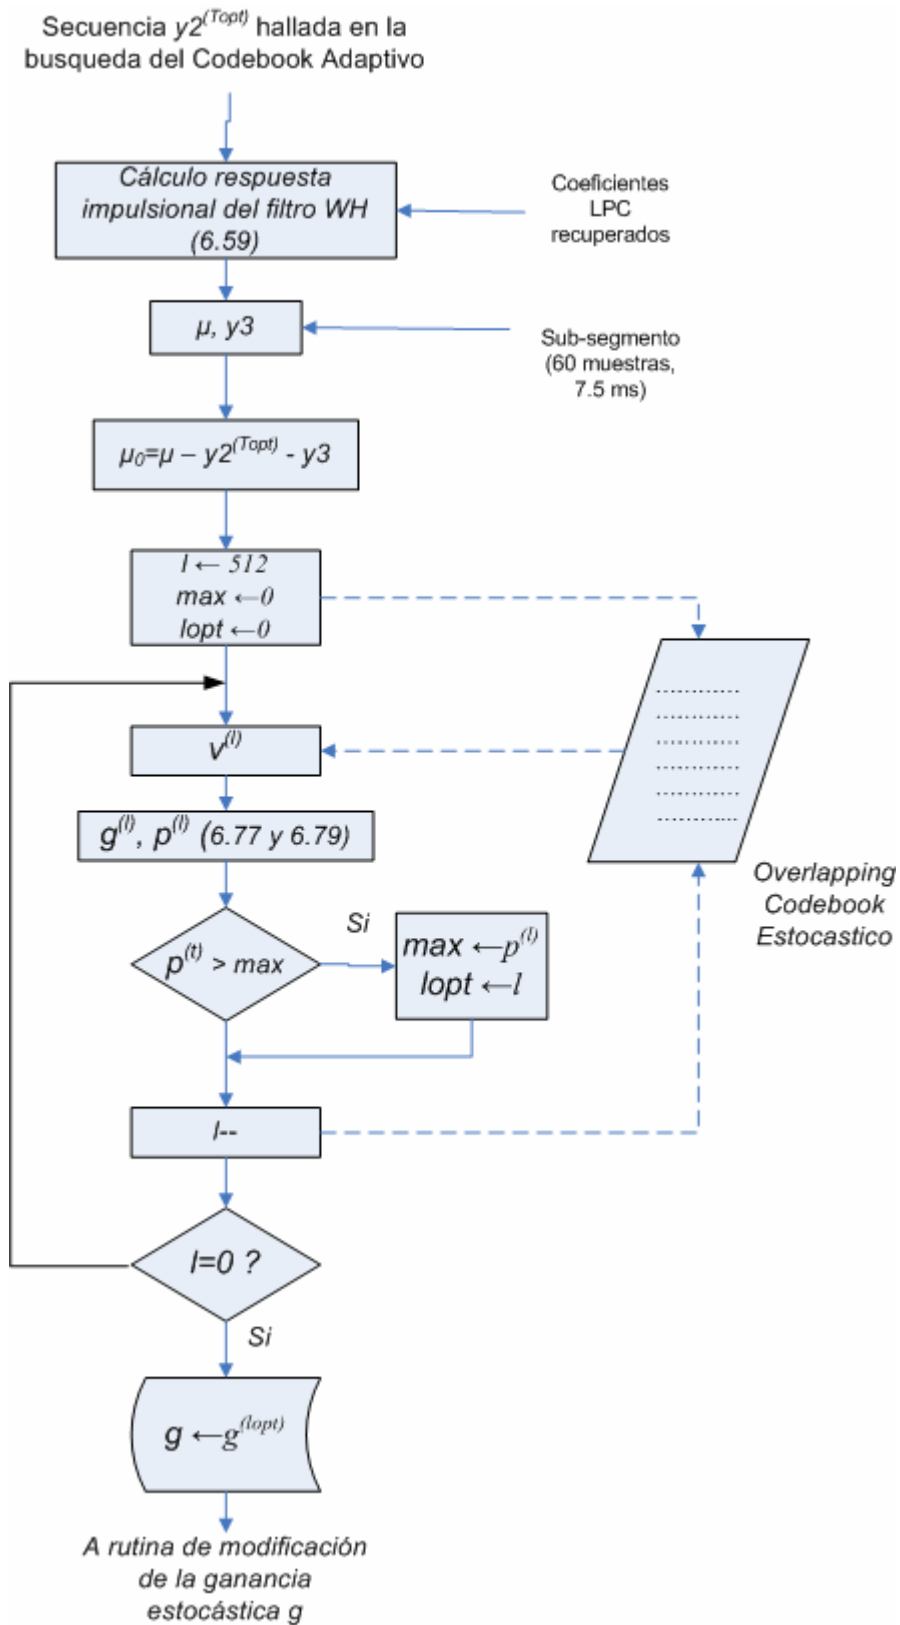 Secuencia y2^(Topt) hallada en la
busqueda del Codebook Adaptivo
Cálculo respuesta
impulsional del filtro WH
(6.59)
Coeficientes
LPC
recuperados
μ, y3
Sub-segmento
(60 muestras,
7.5 ms)
μ₀=μ – y2^(Topt) - y3
l ← 512
max ←0
lopt ←0
v^(l)
g^(l), p^(l) (6.77 y 6.79)
Overlapping
Codebook
Estocastico
p^(t) > max
Si
max ←p^(l)
lopt ←l
l--
l=0 ?
Si
g ←g^(lopt)
A rutina de modificación
de la ganancia
estocástica g